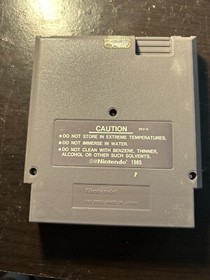 CAUTION
●DO NOT STORE IN EXTREME TEMPERATURES.
●DO NOT IMMERSE IN WATER.
●DO NOT CLEAN WITH BENZENE, THINNER,
ALCOHOL OR OTHER SUCH SOLVENTS.
©Nintendo 1985